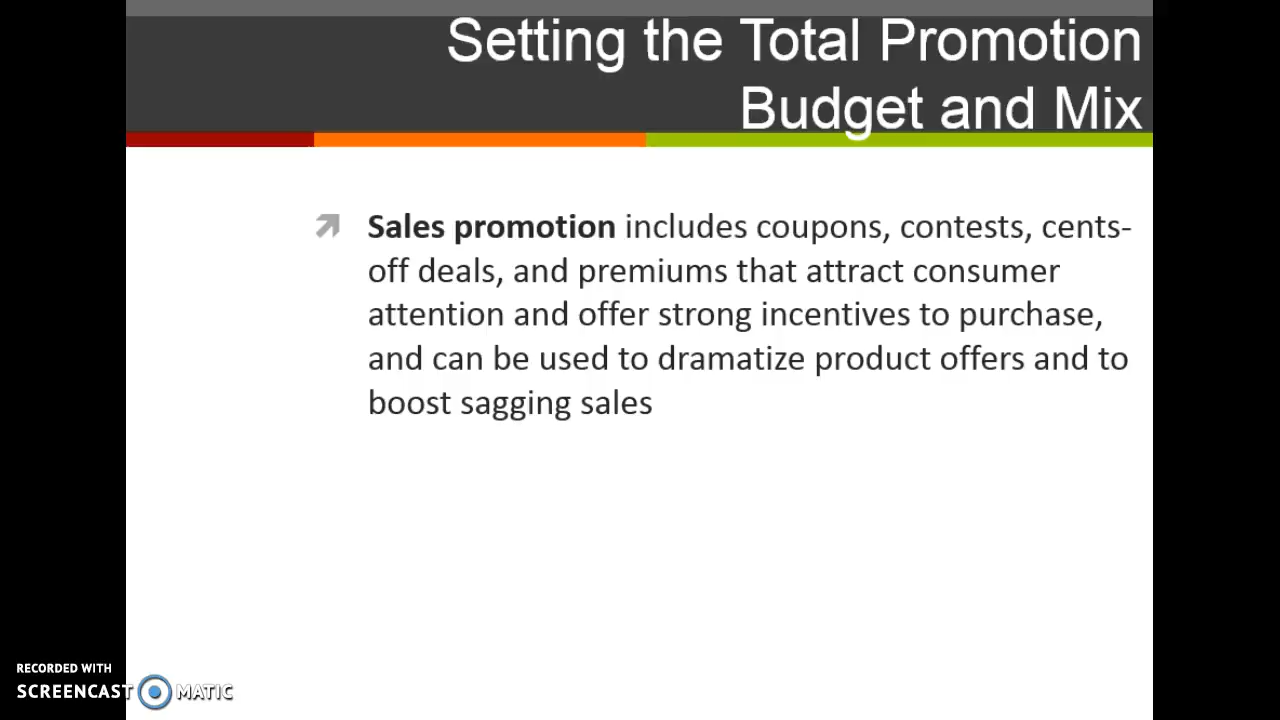 Setting the Total Promotion
Budget and Mix
Sales promotion includes coupons, contests, cents-
off deals, and premiums that attract consumer
attention and offer strong incentives to purchase,
and can be used to dramatize product offers and to
boost sagging sales
RECORDED WITH
SCREENCAST MATIC